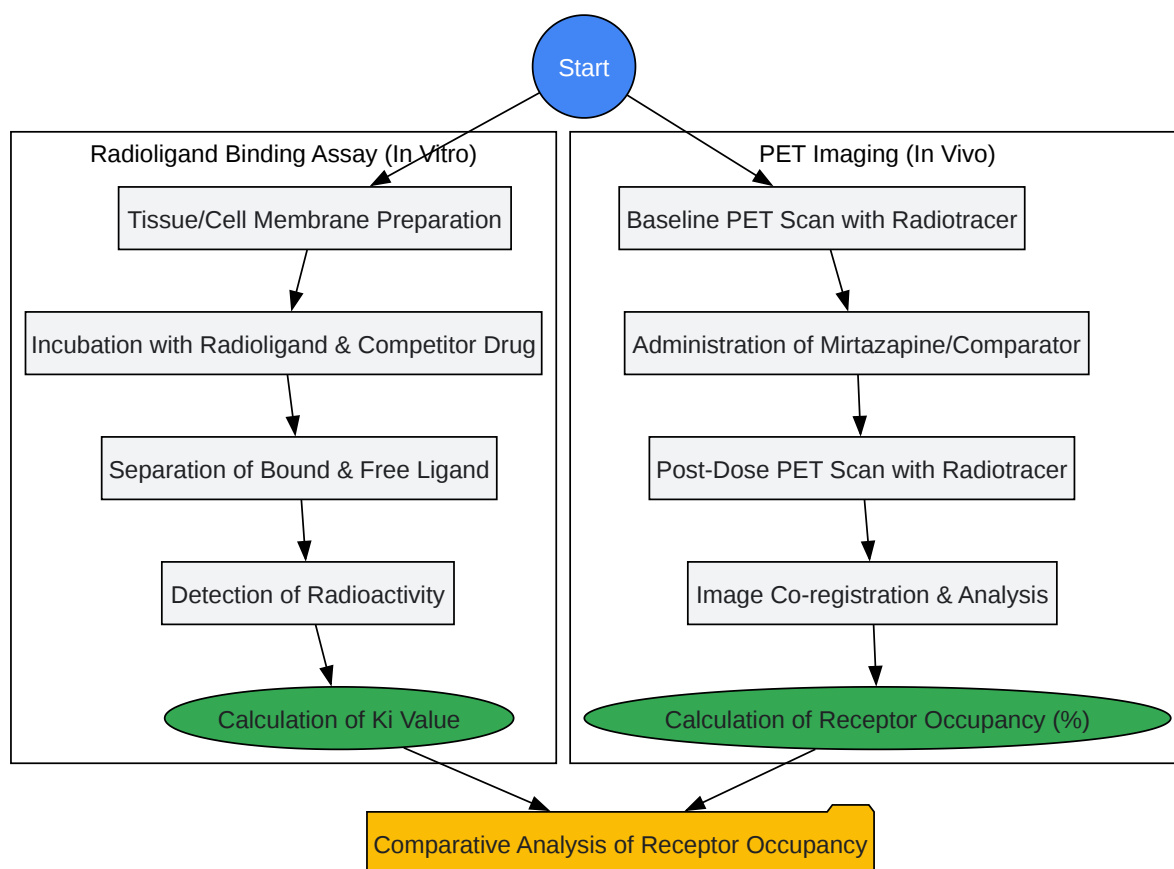 Start
Radioligand Binding Assay (In Vitro)
Tissue/Cell Membrane Preparation
Incubation with Radioligand & Competitor Drug
Separation of Bound & Free Ligand
Detection of Radioactivity
Calculation of Ki Value
PET Imaging (In Vivo)
Baseline PET Scan with Radiotracer
Administration of Mirtazapine/Comparator
Post-Dose PET Scan with Radiotracer
Image Co-registration & Analysis
Calculation of Receptor Occupancy (%)
Comparative Analysis of Receptor Occupancy